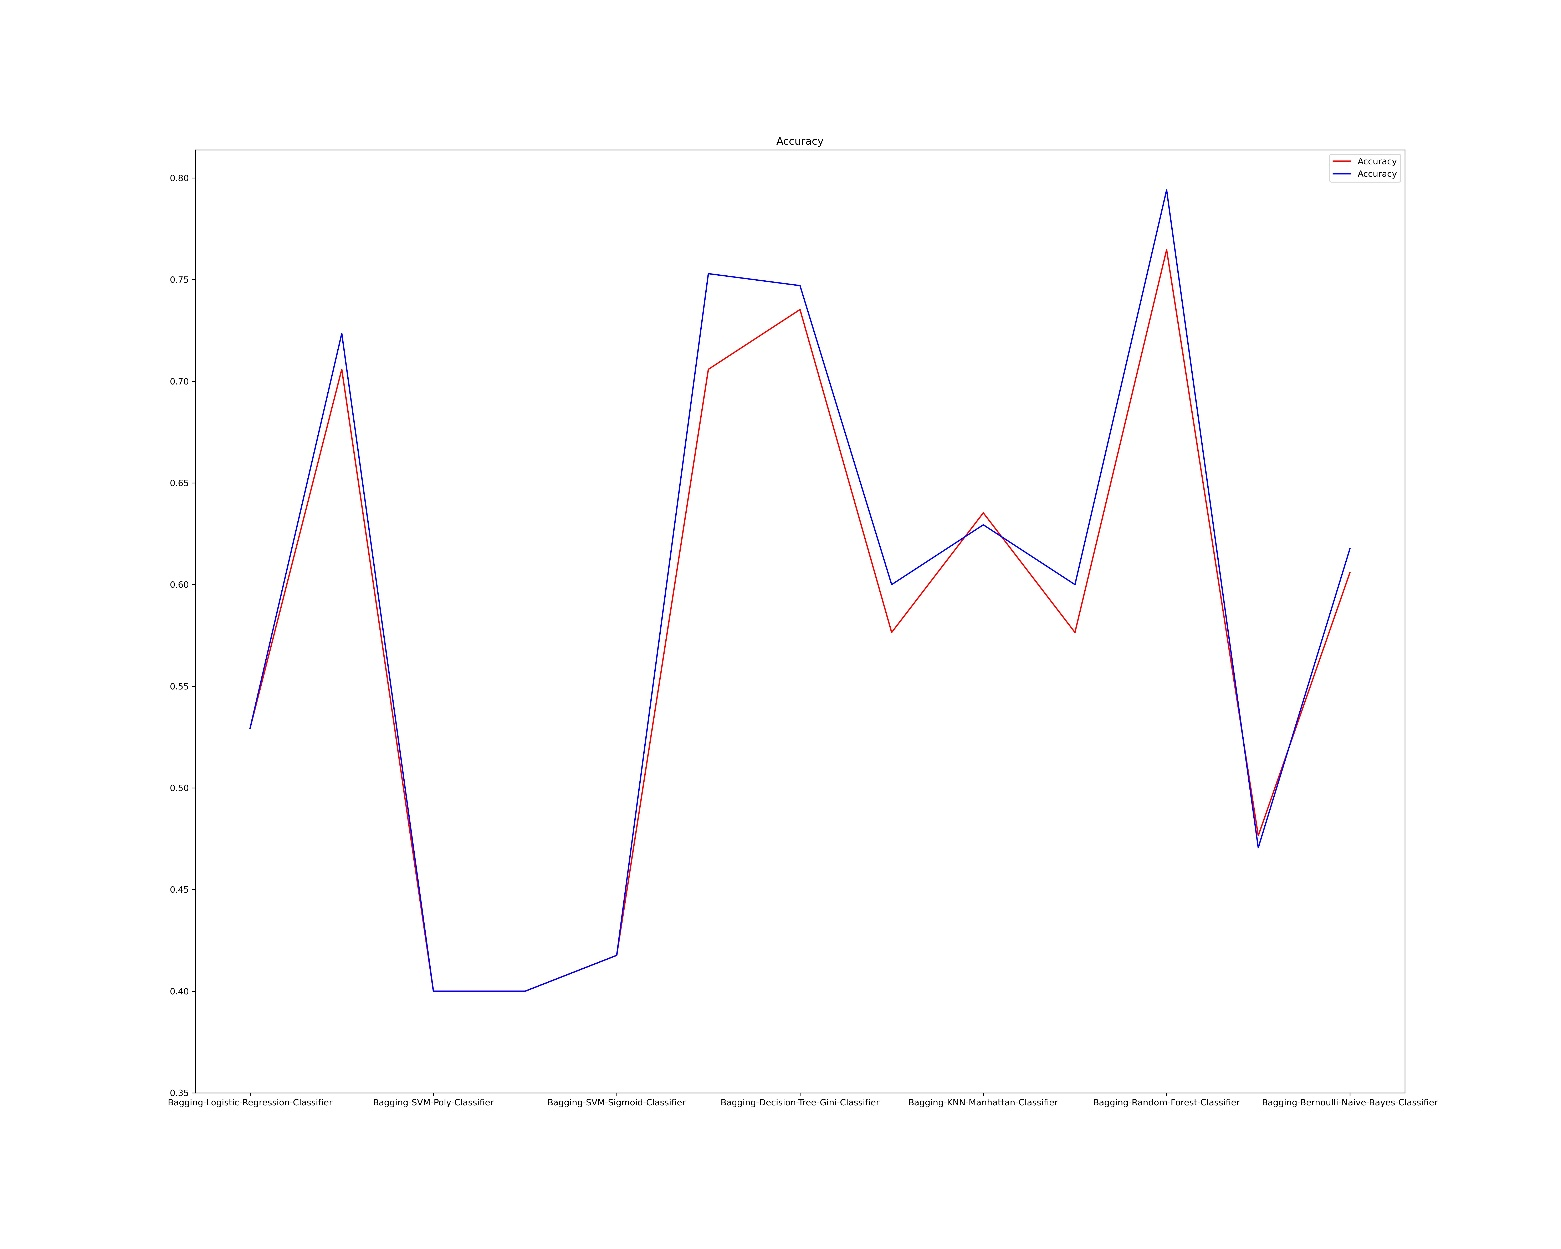 Accuracy
Accuracy
Accuracy
0.80
0.75
0.70
0.65
0.60
0.55
0.50
0.45
0.40
0.35
Bagging-Logistic-Regression-Classifier Bagging-SVM-Poly-Classifier Bagging-SVM-Sigmoid-Classifier Bagging-Decision-Tree-Gini-Classifier Bagging-KNN-Manhattan-Classifier Bagging-Random-Forest-Classifier Bagging-Bernoulli-Naive-Bayes-Classifier